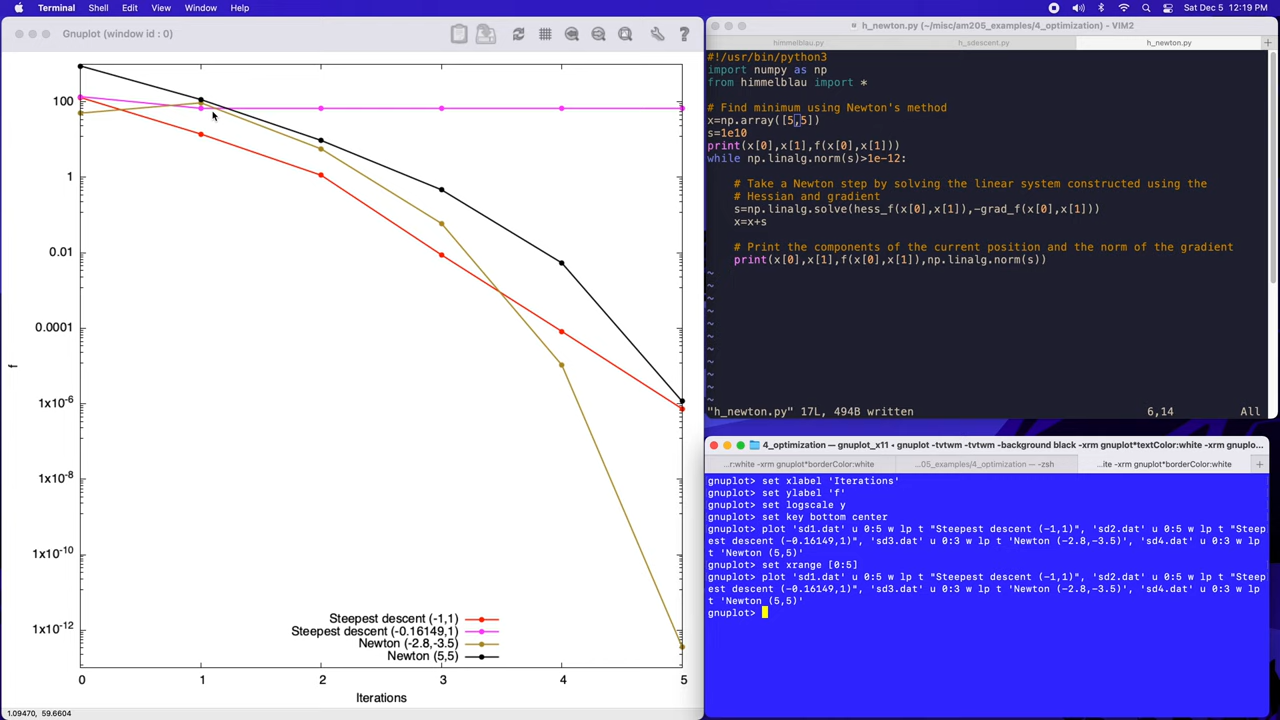 Terminal Shell Edit View Window Help
Sat Dec 5 12:19 PM
Gnuplot (window id : 0)
100
1
0.01
0.0001
1x10-6
1x10-8
1x10-10
1x10-12
f
Steepest descent (-1,1)
Steepest descent (-0.16149,1)
Newton (-2.8,-3.5)
Newton (5,5)
0 1 2 3 4 5
Iterations
1.09470, 59.6604
h_newton.py (~/misc/am205_examples/4_optimization) — VIM2
himmelblau.py h_sdescent.py h_newton.py
#!/usr/bin/python3
import numpy as np
from himmelblau import *
# Find minimum using Newton's method
x=np.array([5,5])
s=1e10
print(x[0],x[1],f(x[0],x[1]))
while np.linalg.norm(s)>1e-12:
# Take a Newton step by solving the linear system constructed using the
# Hessian and gradient
s=np.linalg.solve(hess_f(x[0],x[1]),-grad_f(x[0],x[1]))
x=x+s
# Print the components of the current position and the norm of the gradient
print(x[0],x[1],f(x[0],x[1]),np.linalg.norm(s))
~
~
~
~
~
~
~
~
~
~
~
"h_newton.py" 17L, 494B written 6,14 All
4_optimization — gnuplot_x11 ‹ gnuplot -tvtwm -tvtwm -background black -xrm gnuplot*textColor:white -xrm gnuplo...
...r:white -xrm gnuplot*borderColor:white ...05_examples/4_optimization — -zsh ...ite -xrm gnuplot*borderColor:white
gnuplot> set xlabel 'Iterations'
gnuplot> set ylabel 'f'
gnuplot> set logscale y
gnuplot> set key bottom center
gnuplot> plot 'sd1.dat' u 0:5 w lp t "Steepest descent (-1,1)", 'sd2.dat' u 0:5 w lp t "Steep
est descent (-0.16149,1)", 'sd3.dat' u 0:3 w lp t 'Newton (-2.8,-3.5)', 'sd4.dat' u 0:3 w lp
t 'Newton (5,5)'
gnuplot> set xrange [0:5]
gnuplot> plot 'sd1.dat' u 0:5 w lp t "Steepest descent (-1,1)", 'sd2.dat' u 0:5 w lp t "Steep
est descent (-0.16149,1)", 'sd3.dat' u 0:3 w lp t 'Newton (-2.8,-3.5)', 'sd4.dat' u 0:3 w lp
t 'Newton (5,5)'
gnuplot>